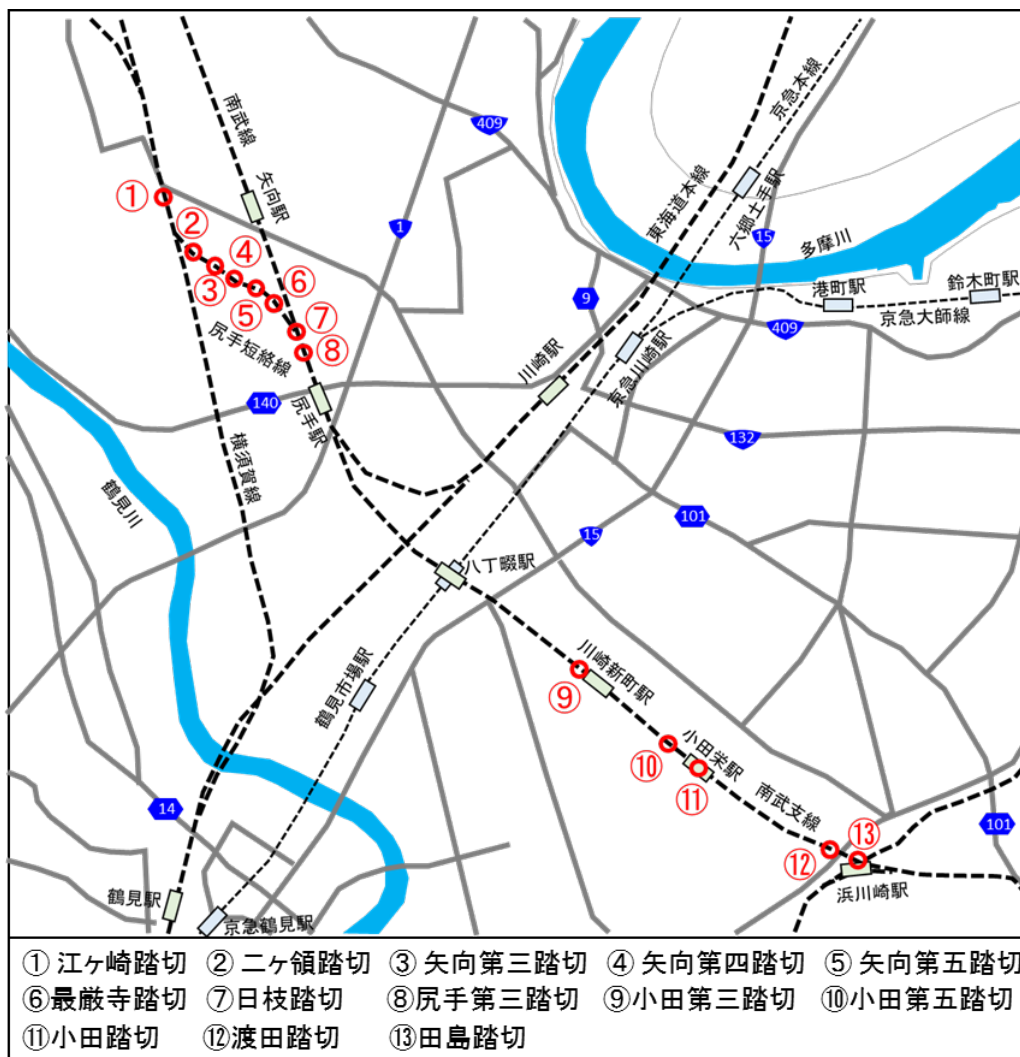 南武線
矢向駅
409
東海道本線
京急本線
六郷土手駅
15
多摩川
1
①
②
③
④
⑤
⑥
⑦
⑧
尻手短絡線
尻手駅
140
9
川崎駅
京急川崎駅
港町駅
鈴木町駅
京急大師線
409
132
101
横須賀線
鶴見川
15
八丁畷駅
鶴見市場駅
川崎新町駅
⑨
小田栄駅
⑩
⑪
南武支線
⑫
⑬
101
浜川崎駅
14
鶴見駅
京急鶴見駅
① 江ヶ崎踏切 ② 二ヶ領踏切 ③ 矢向第三踏切 ④ 矢向第四踏切 ⑤ 矢向第五踏切
⑥最厳寺踏切 ⑦日枝踏切 ⑧尻手第三踏切 ⑨小田第三踏切 ⑩小田第五踏切
⑪小田踏切 ⑫渡田踏切 ⑬田島踏切